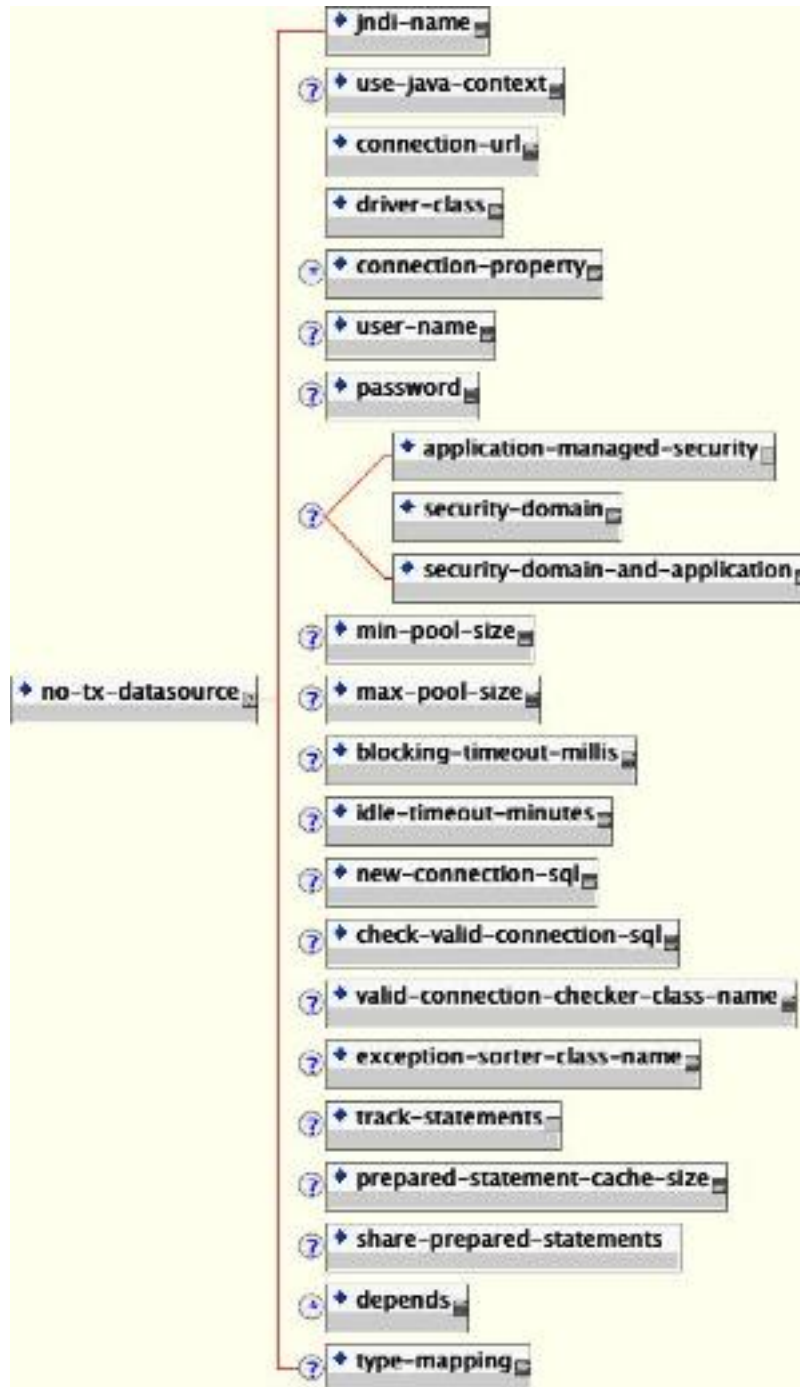 jndi-name
? use-java-context
connection-url
driver-class
* connection-property
? user-name
? password
application-managed-security
? security-domain
security-domain-and-application
? min-pool-size
no-tx-datasource
? max-pool-size
? blocking-timeout-millis
? idle-timeout-minutes
? new-connection-sql
? check-valid-connection-sql
? valid-connection-checker-class-name
? exception-sorter-class-name
? track-statements
? prepared-statement-cache-size
? share-prepared-statements
* depends
? type-mapping